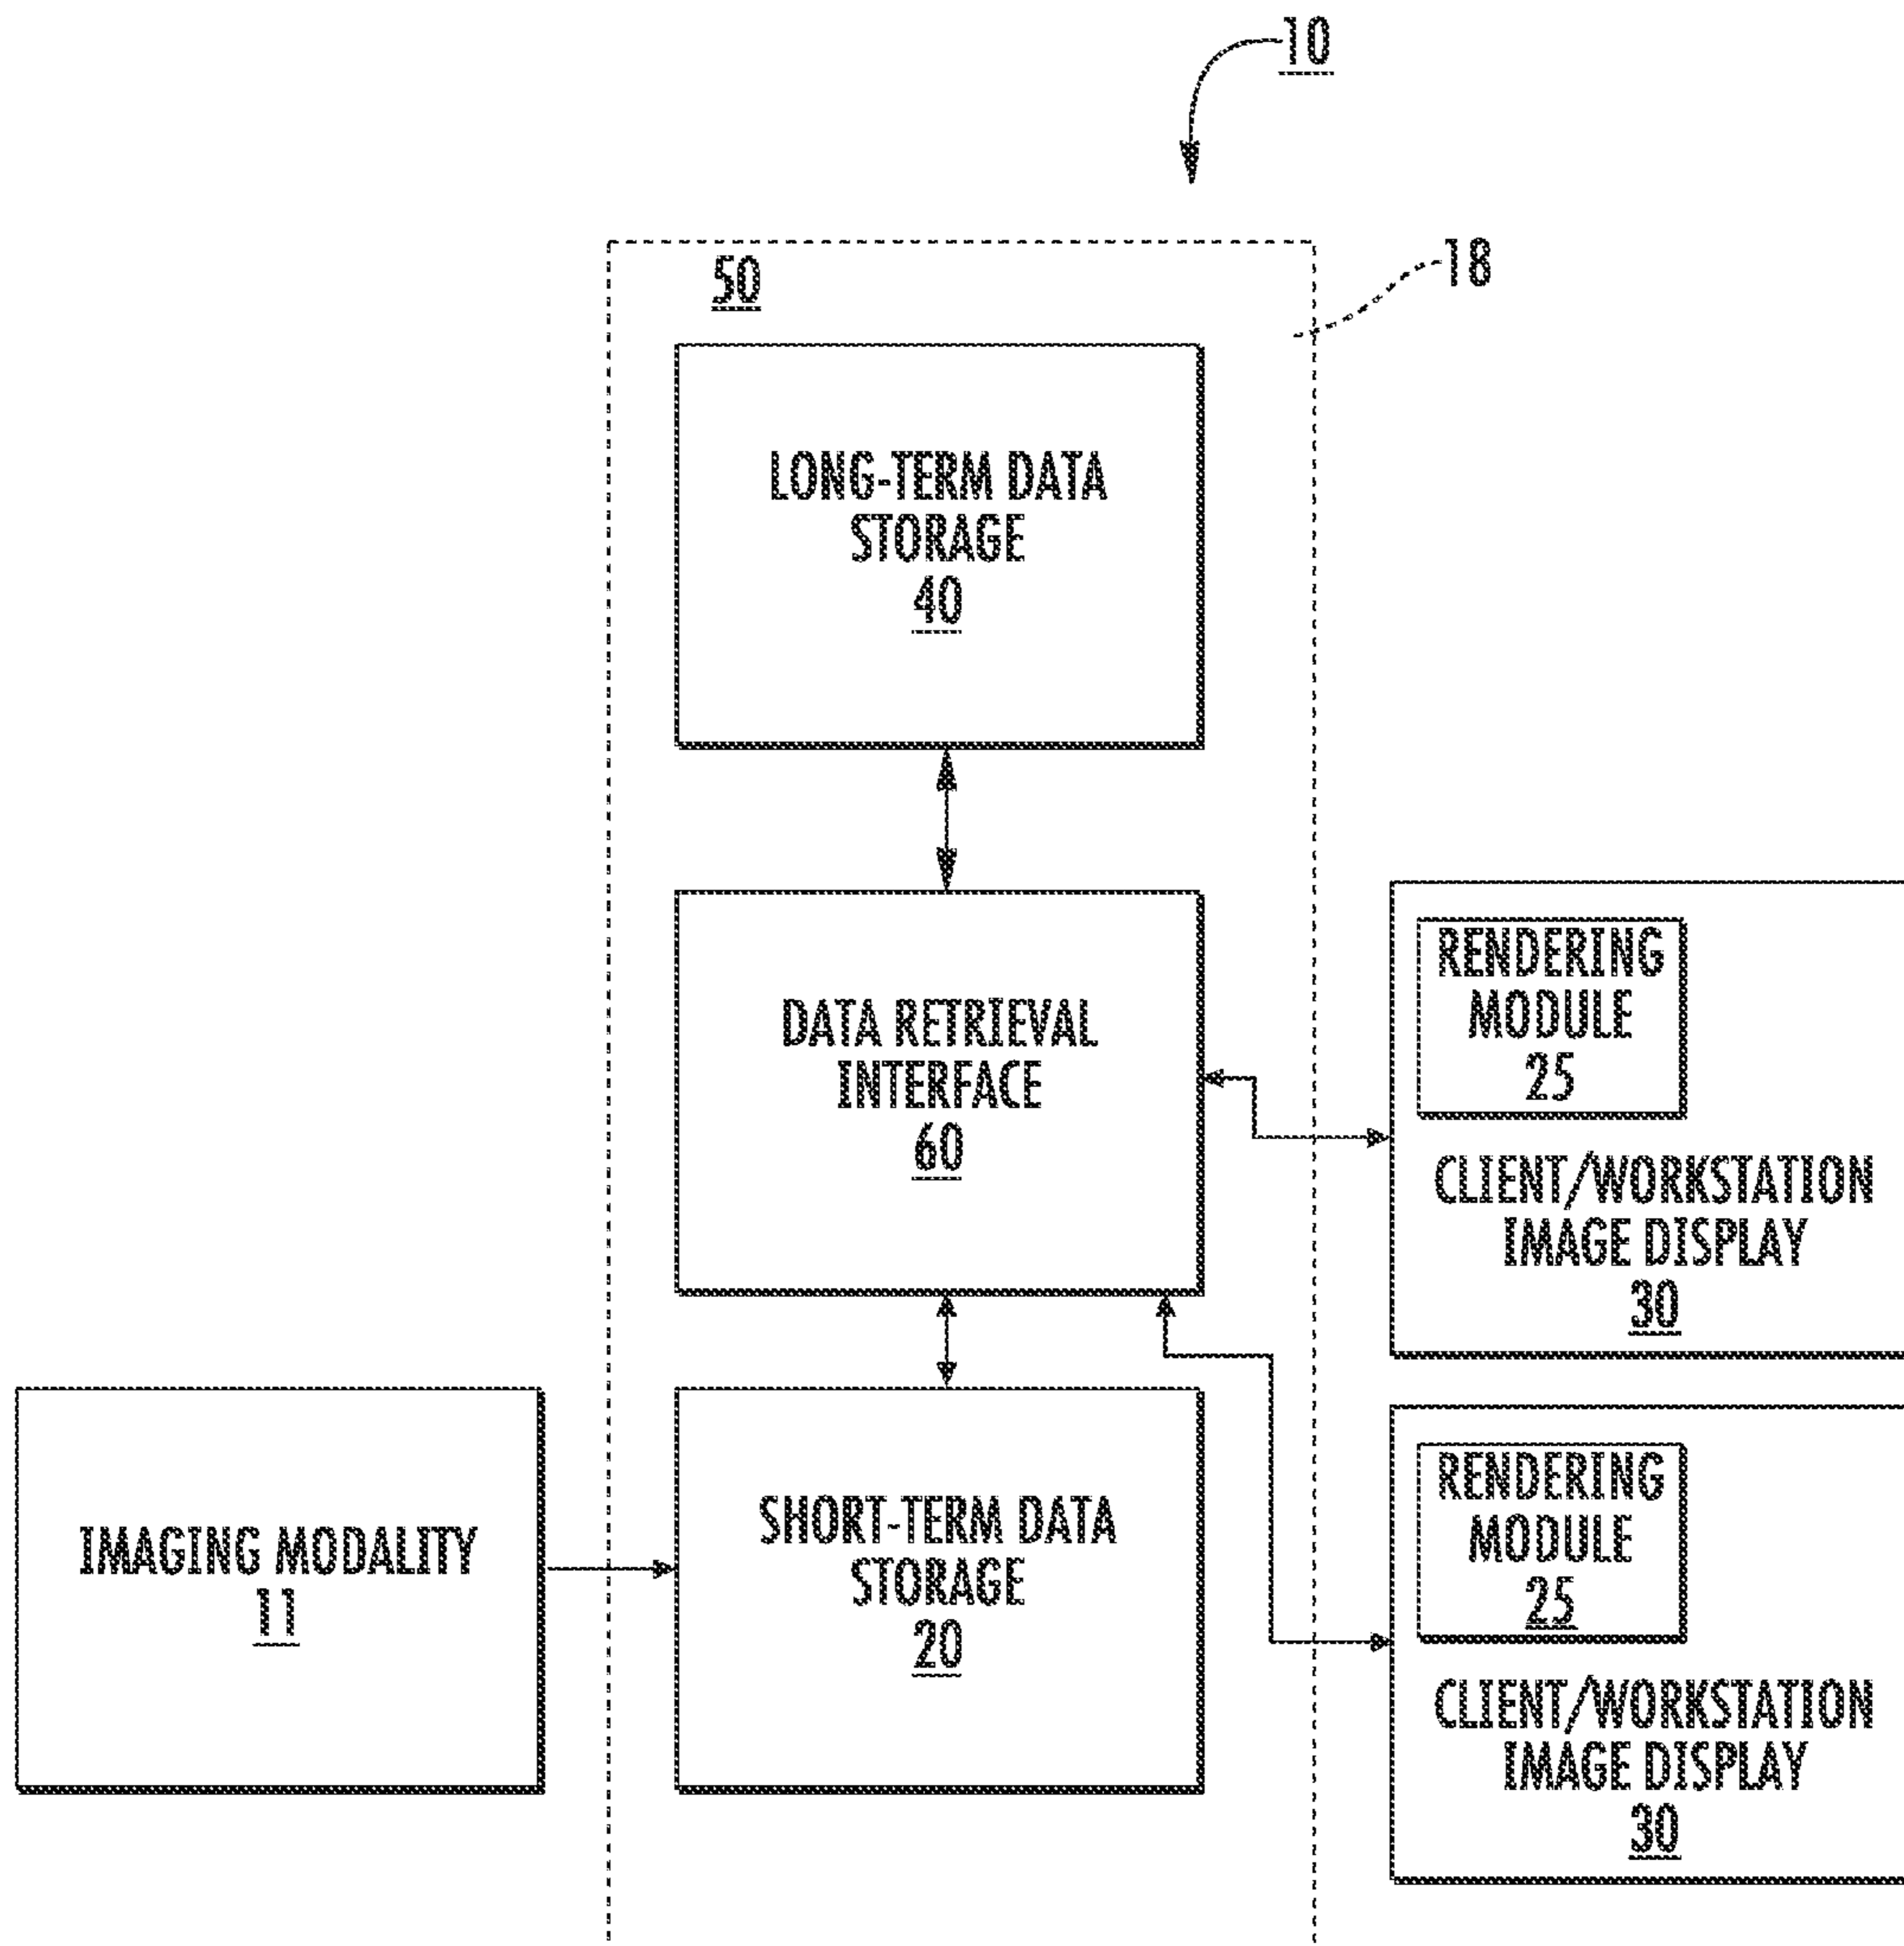 10
18
50
LONG-TERM DATA
STORAGE
40
DATA RETRIEVAL
INTERFACE
60
RENDERING
MODULE
25
CLIENT/WORKSTATION
IMAGE DISPLAY
30
IMAGING MODALITY
11
SHORT-TERM DATA
STORAGE
20
RENDERING
MODULE
25
CLIENT/WORKSTATION
IMAGE DISPLAY
30